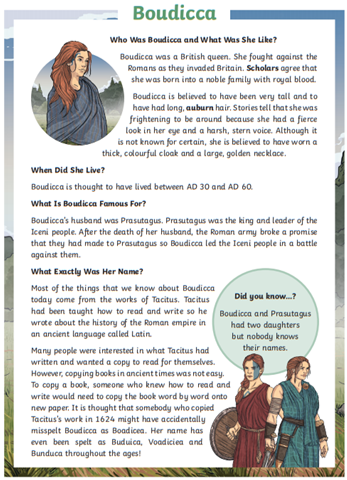 Boudicca
Who Was Boudicca and What Was She Like?
Boudicca was a British queen. She fought against the
Romans as they invaded Britain. Scholars agree that
she was born into a noble family with royal blood.
Boudicca is believed to have been very tall and to
have had long, auburn hair. Stories tell that she was
frightening to be around because she had a fierce
look in her eye and a harsh, stern voice. Although it
is not known for certain, she is believed to have worn a
thick, colourful cloak and a large, golden necklace.
When Did She Live?
Boudicca is thought to have lived between AD 30 and AD 60.
What Is Boudicca Famous For?
Boudicca's husband was Prasutagus. Prasutagus was the king and leader of the
Iceni people. After the death of her husband, the Roman army broke a promise
that they had made to Prasutagus so Boudicca led the Iceni people in a battle
against them.
What Exactly Was Her Name?
Most of the things that we know about Boudicca
today come from the works of Tacitus. Tacitus
had been taught how to read and write so he
wrote about the history of the Roman empire in
an ancient language called Latin.
Many people were interested in what Tacitus had
written and wanted a copy to read for themselves.
However, copying books in ancient times was not easy.
To copy a book, someone who knew how to read and
write would need to copy the book word by word onto
new paper. It is thought that somebody who copied
Tacitus's work in 1624 might have accidentally
misspelt Boudicca as Boadicea. Her name has
even been spelt as Buduica, Voadiciea and
Bunduca throughout the ages!
Did you know...?
Boudicca and Prasutagus
had two daughters
but nobody knows
their names.